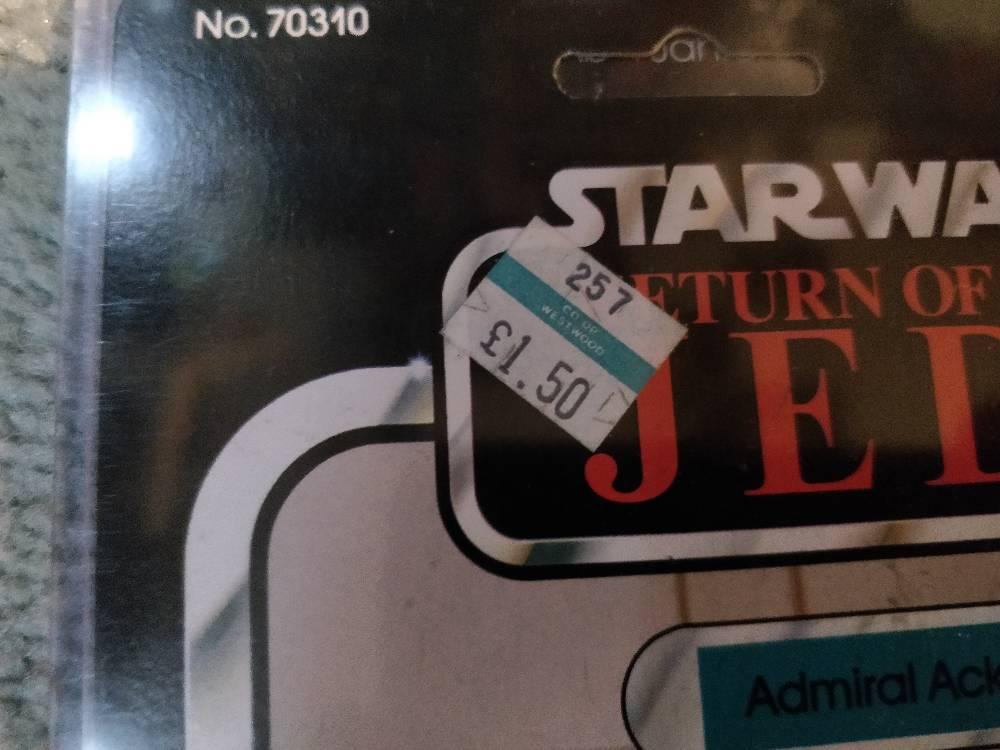 No. 70310
STAR WA
257
CO OP
WESTWOOD
£1.50
ETURN OF
JED
Admiral Ack